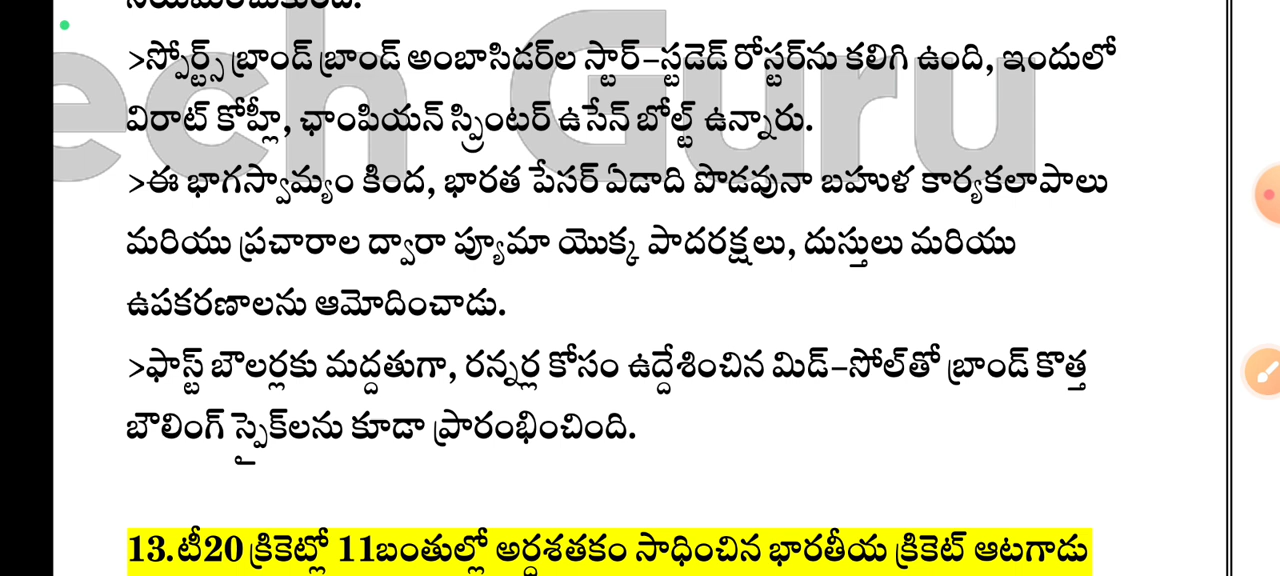 >స్పోర్ట్స్ బ్రాండ్ బ్రాండ్ అంబాసిడర్‌ల స్టార్-స్టడెడ్ రోస్టర్‌ను కలిగి ఉంది, ఇందులో
విరాట్ కోహ్లీ, ఛాంపియన్ స్ప్రింటర్ ఉసేన్ బోల్ట్ ఉన్నారు.
>ఈ భాగస్వామ్యం కింద, భారత పేసర్ ఏడాది పొడవునా బహుళ కార్యకలాపాలు
మరియు ప్రచారాల ద్వారా ప్యూమా యొక్క పాదరక్షలు, దుస్తులు మరియు
ఉపకరణాలను ఆమోదించాడు.
>ఫాస్ట్ బౌలర్లకు మద్దతుగా, రన్నర్ల కోసం ఉద్దేశించిన మిడ్-సోల్‌తో బ్రాండ్ కొత్త
బౌలింగ్ స్పైక్‌లను కూడా ప్రారంభించింది.
13.టీ20 క్రికెట్లో 11బంతుల్లో అర్ధశతకం సాధించిన భారతీయ క్రికెట్ ఆటగాడు
ech Guru